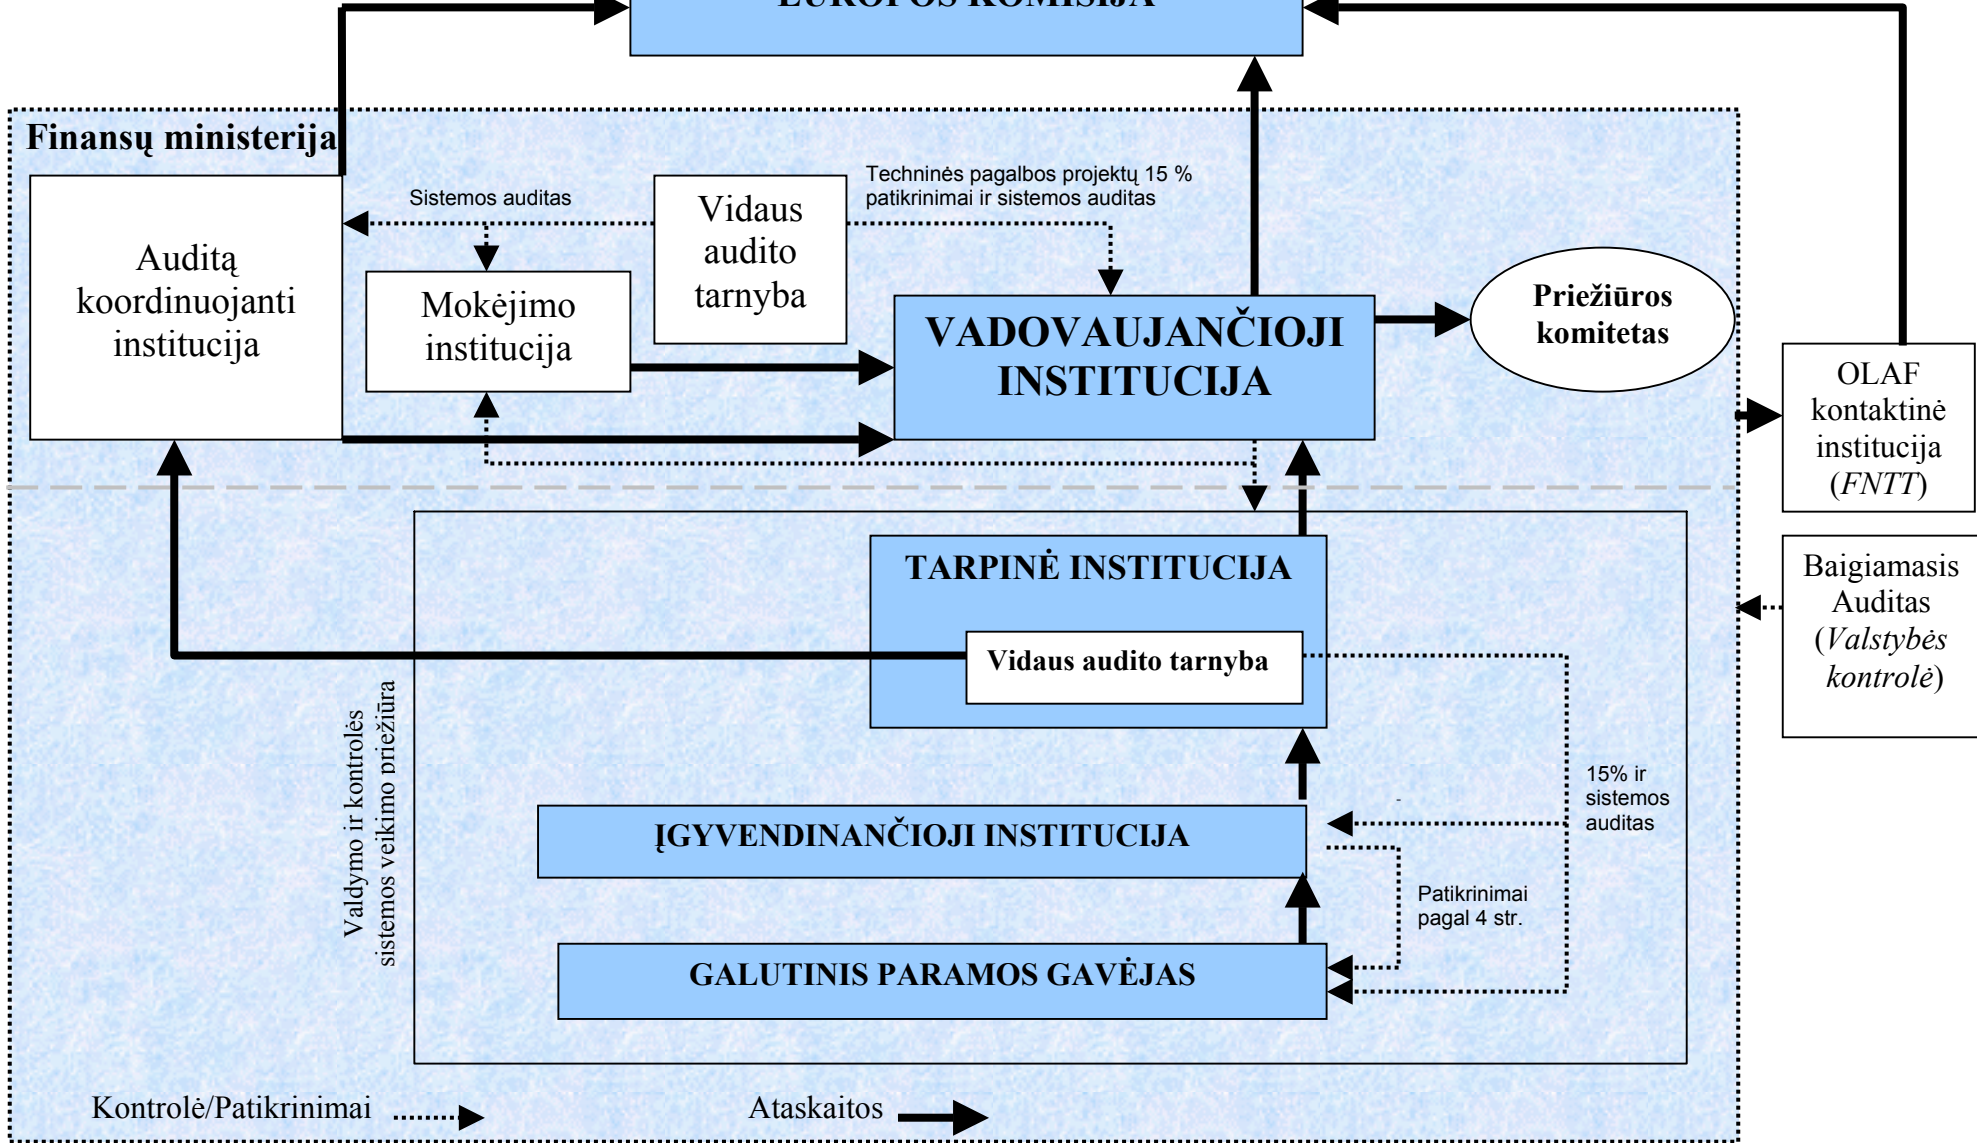 EUROPOS KOMISIJA
Finansų ministerija
Auditą
koordinuojanti
institucija
Sistemos auditas
Mokėjimo
institucija
Vidaus
audito
tarnyba
Techninės pagalbos projektų 15 %
patikrinimai ir sistemos auditas
VADOVAUJANČIOJI
INSTITUCIJA
Priežiūros
komitetas
OLAF
kontaktinė
institucija
(FNTT)
Baigiamasis
Auditas
(Valstybės
kontrolė)
TARPINĖ INSTITUCIJA
Vidaus audito tarnyba
Valdymo ir kontrolės
sistemos veikimo priežiūra
15% ir
sistemos
auditas
ĮGYVENDINANČIOJI INSTITUCIJA
Patikrinimai
pagal 4 str.
GALUTINIS PARAMOS GAVĖJAS
Kontrolė/Patikrinimai
Ataskaitos